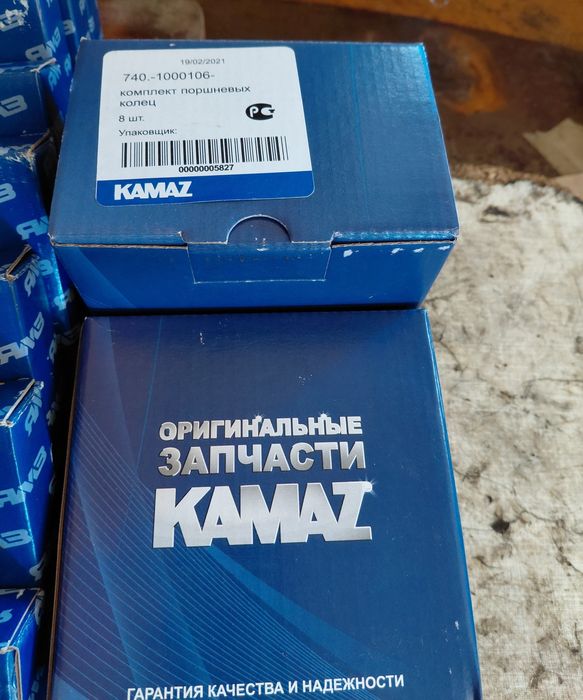 19/02/2021
740.-1000106-
комплект поршневых
колец
8 шт.
Упаковщик:
РС
00000005827
KAMAZ
ОРИГИНАЛЬНЫЕ
ЗАПЧАСТИ
KAMAZ
ГАРАНТИЯ КАЧЕСТВА И НАДЕЖНОСТИ